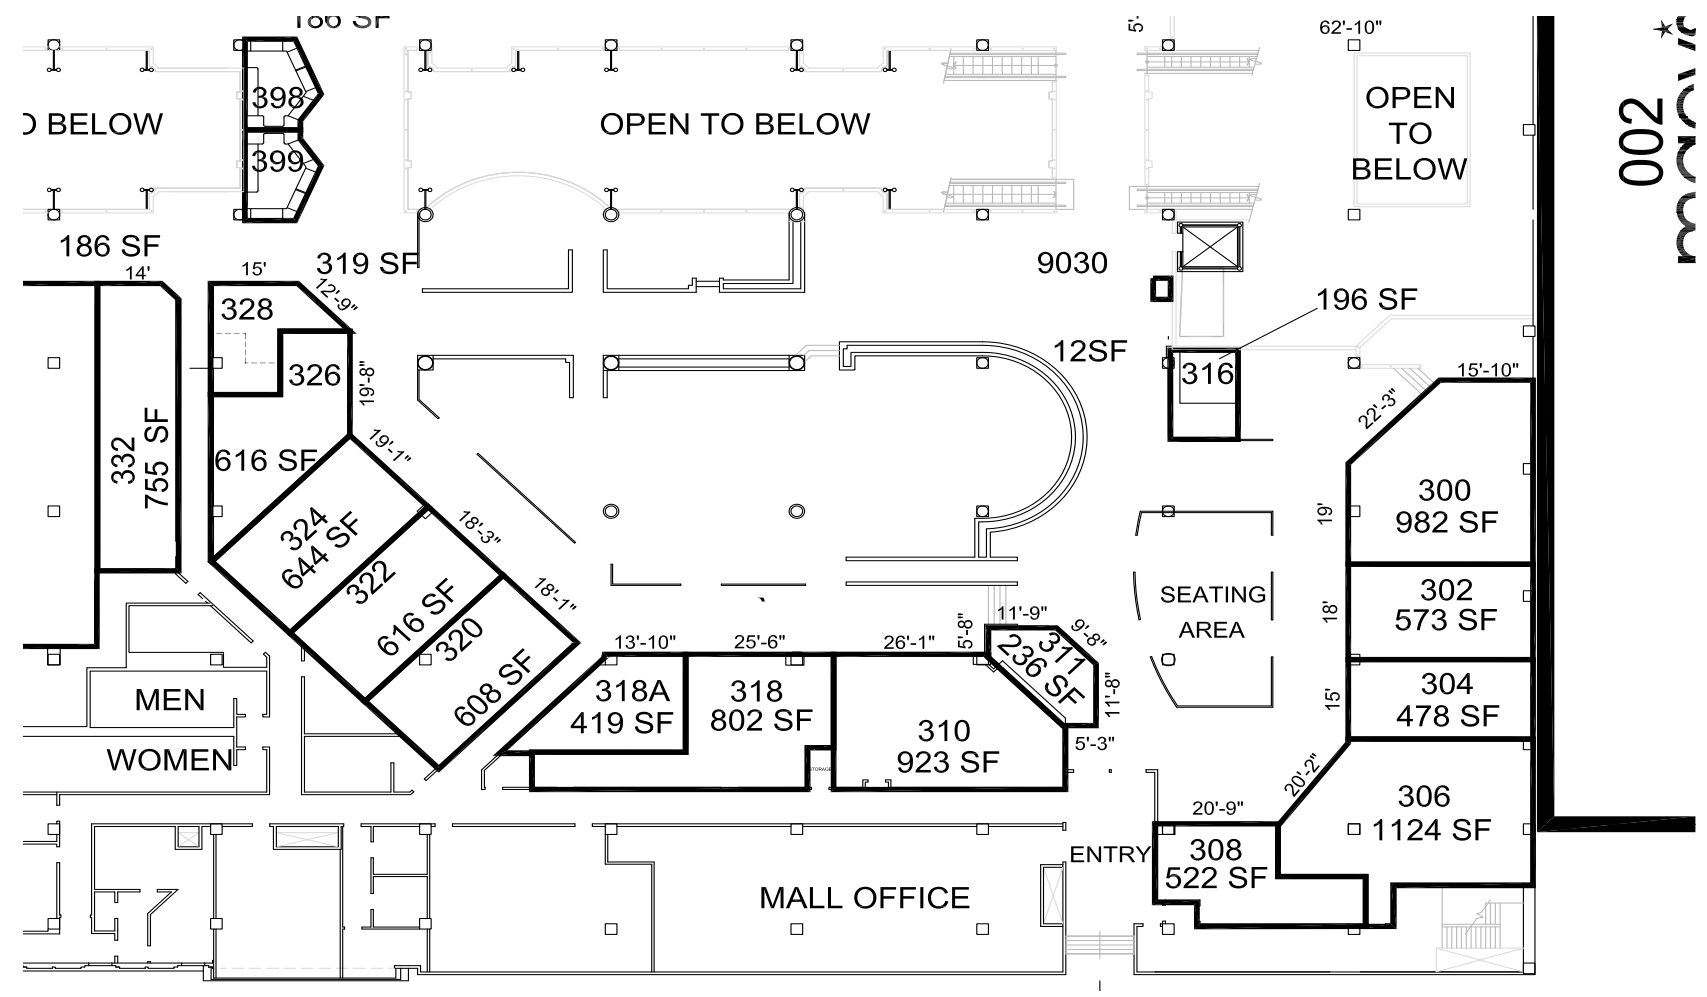 186 SF
5'-
62'-10"
398
BELOW
OPEN TO BELOW
OPEN
TO
BELOW
002
399
186 SF
319 SF
9030
14'
15'
12'-9"
328
196 SF
12SF
326
19'-8"
316
15'-10"
22'-3"
332
755 SF
616 SF
19'-1"
300
982 SF
19'
324
644 SF
18'-3"
322
616 SF
18'-1"
SEATING
AREA
302
573 SF
18'
320
608 SF
13'-10"
25'-6"
26'-1"
5'-8"
11'-9"
9'-8"
311
236 SF
11'-8"
5'-3"
MEN
WOMEN
318A
419 SF
318
802 SF
STORAGE
310
923 SF
304
478 SF
15'
20'-2"
306
1124 SF
20'-9"
308
522 SF
ENTRY
MALL OFFICE